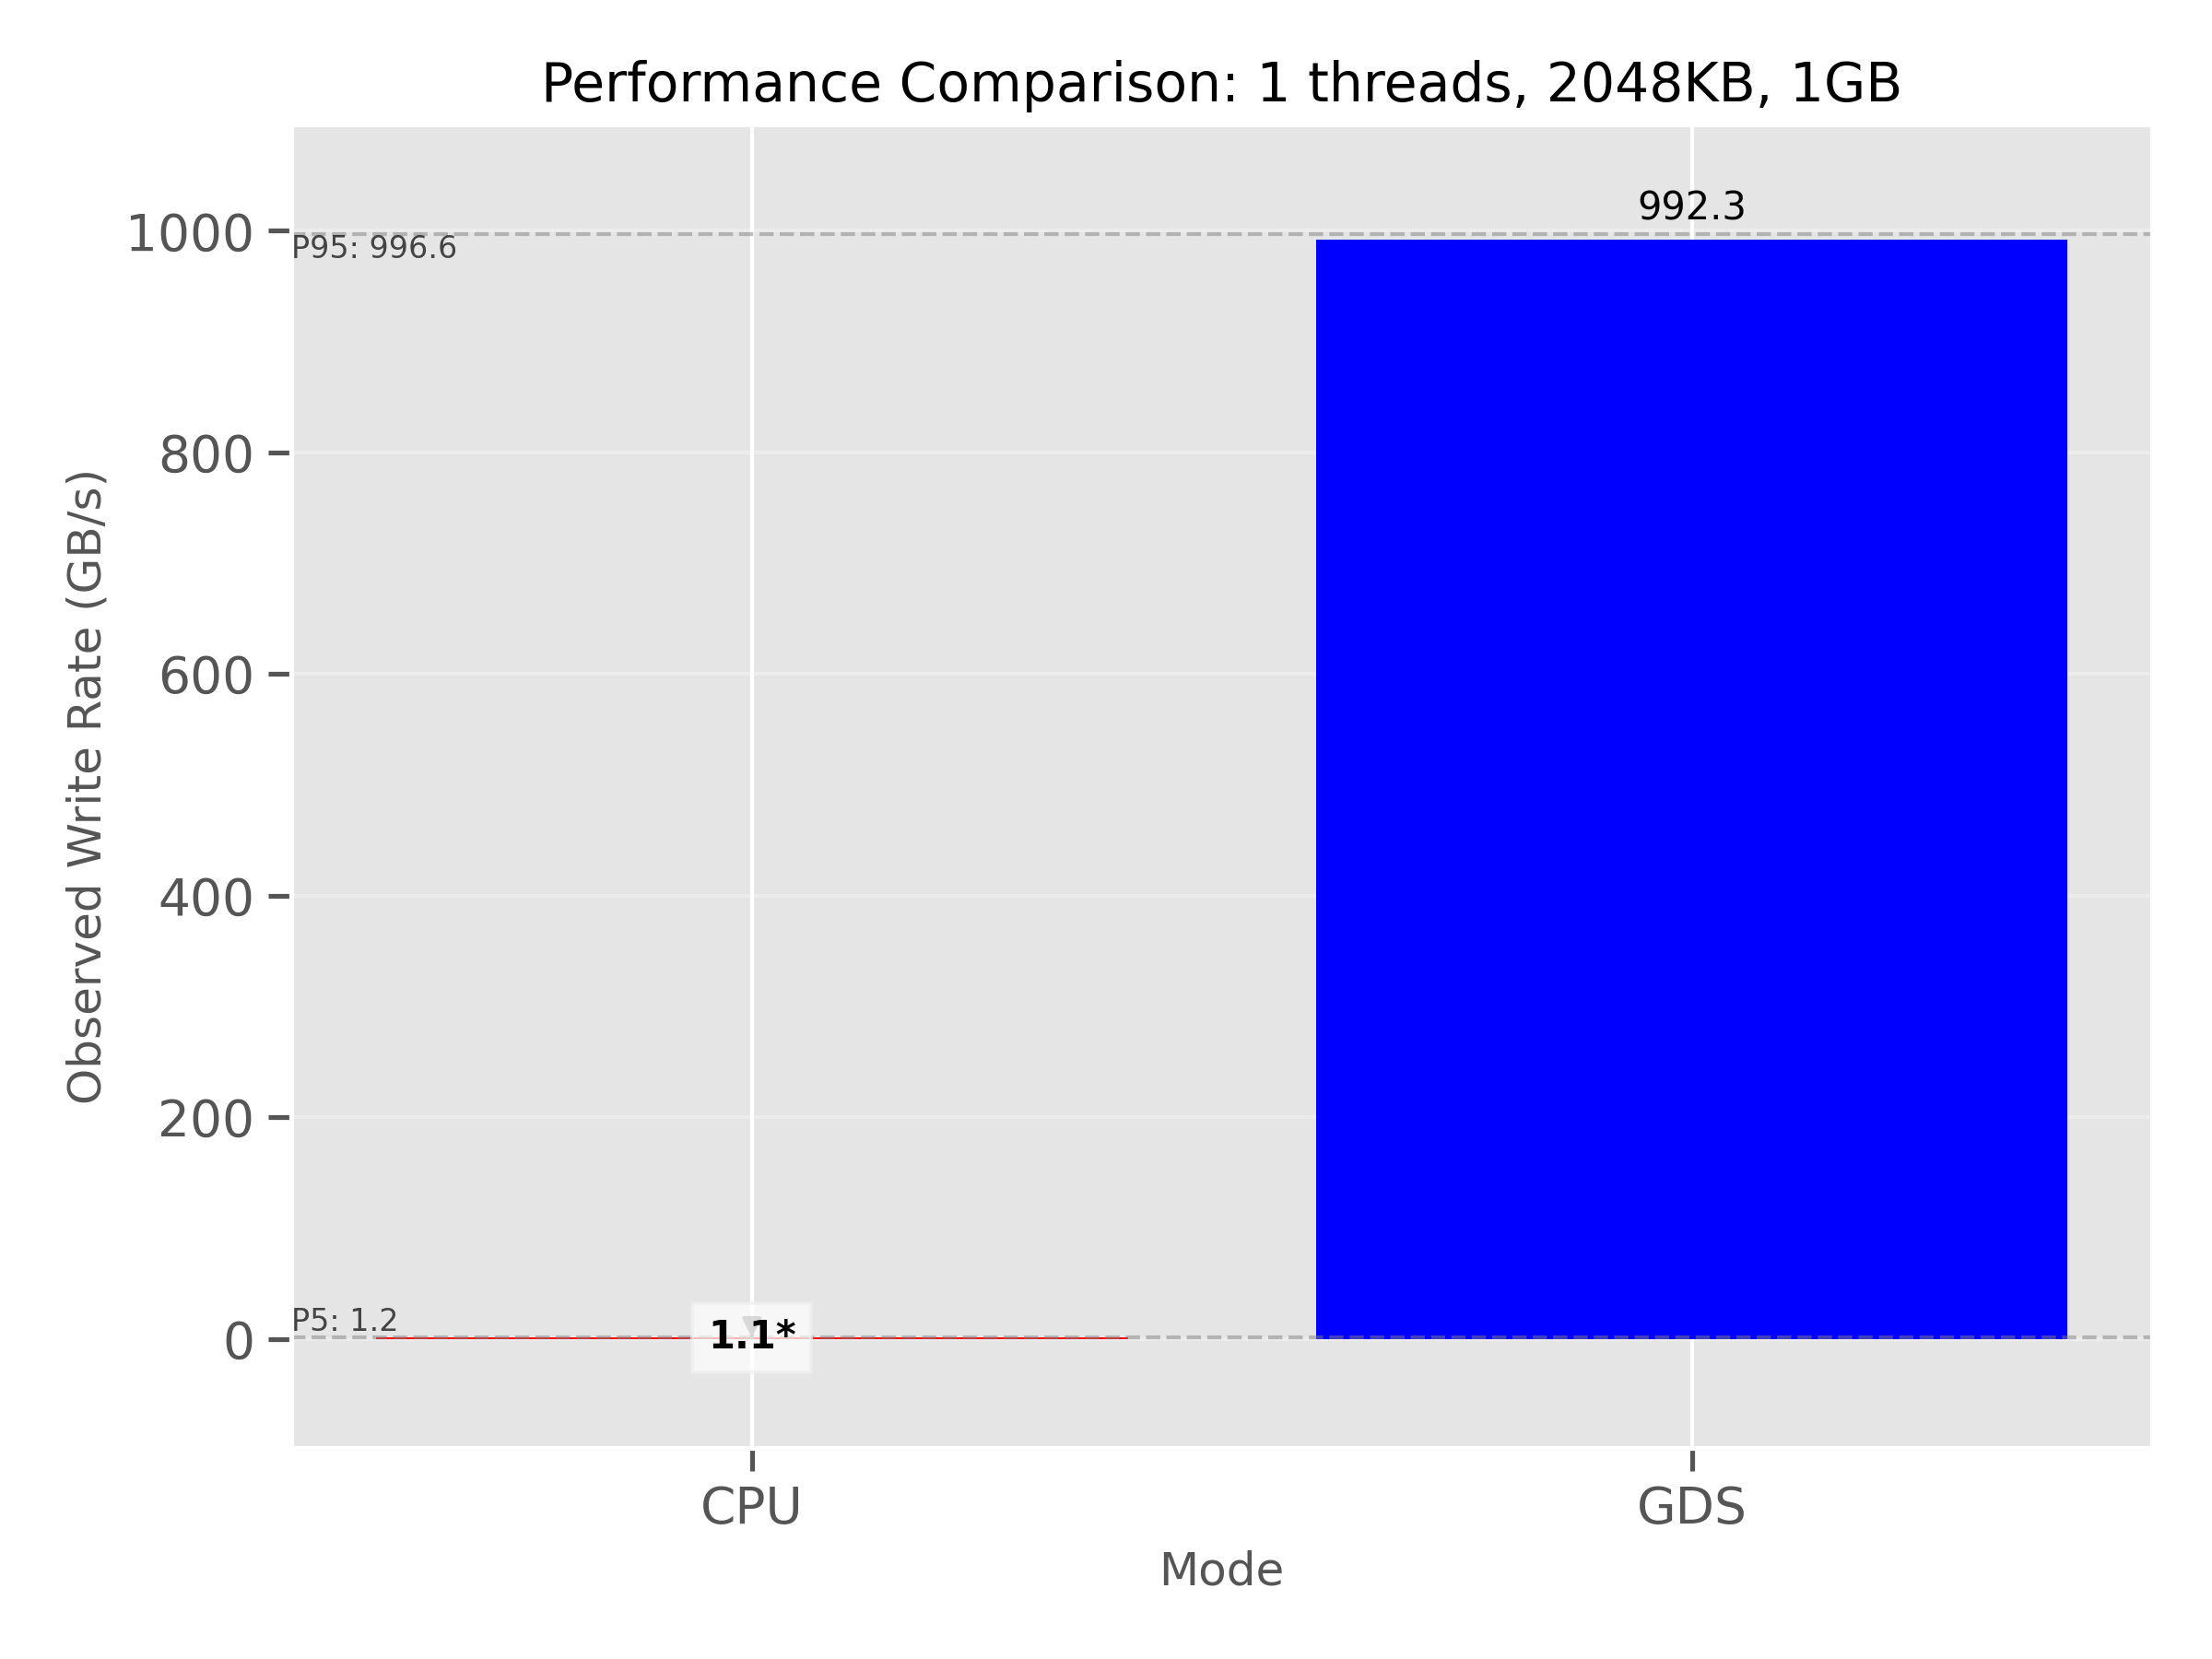 Performance Comparison: 1 threads, 2048KB, 1GB
Observed Write Rate (GB/s)
1000
800
600
400
200
0
P95: 996.6
P5: 1.2
992.3
1.1*
CPU
GDS
Mode